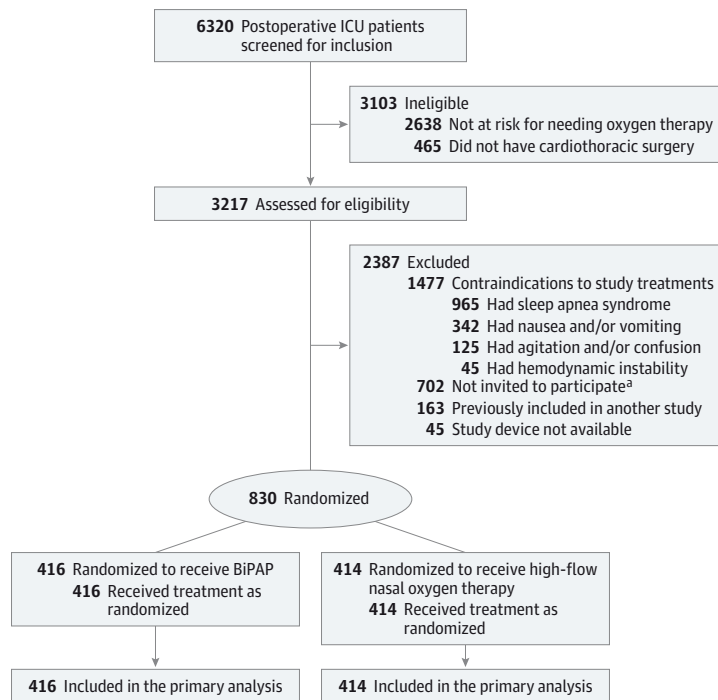 6320 Postoperative ICU patients
screened for inclusion
3103 Ineligible
2638 Not at risk for needing oxygen therapy
465 Did not have cardiothoracic surgery
3217 Assessed for eligibility
2387 Excluded
1477 Contraindications to study treatments
965 Had sleep apnea syndrome
342 Had nausea and/or vomiting
125 Had agitation and/or confusion
45 Had hemodynamic instability
702 Not invited to participateᵃ
163 Previously included in another study
45 Study device not available
830 Randomized
416 Randomized to receive BiPAP
416 Received treatment as
randomized
414 Randomized to receive high-flow
nasal oxygen therapy
414 Received treatment as
randomized
416 Included in the primary analysis
414 Included in the primary analysis